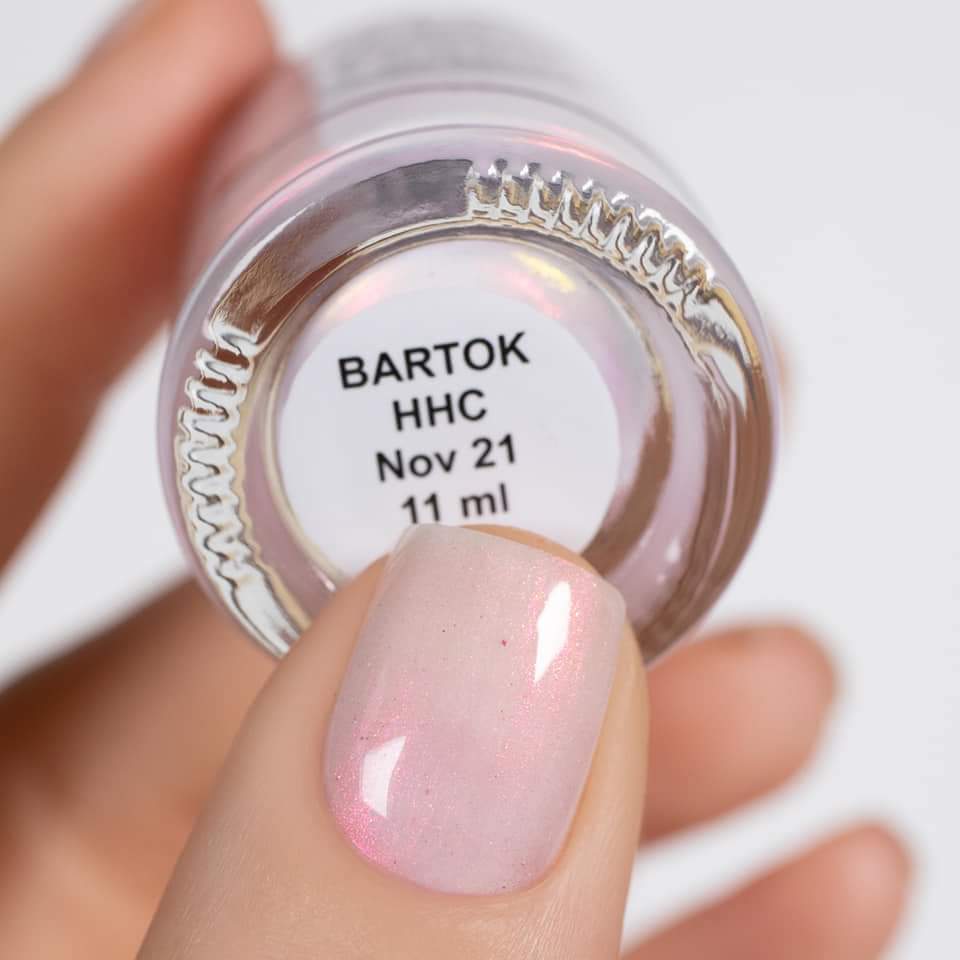 BARTOK
HHC
Nov 21
11 ml